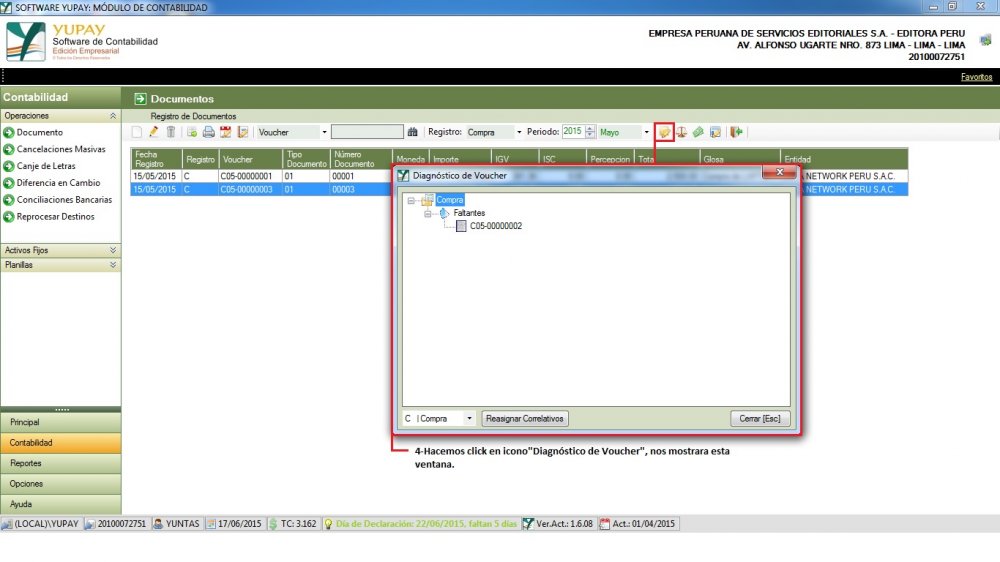 SOFTWARE YUPAY: MÓDULO DE CONTABILIDAD
YUPAY
Software de Contabilidad
Edición Empresarial
EMPRESA PERUANA DE SERVICIOS EDITORIALES S.A. - EDITORA PERU
AV. ALFONSO UGARTE NRO. 873 LIMA - LIMA - LIMA
20100072751
Favoritos
Contabilidad
Documentos
Operaciones
Registro de Documentos
Documento
Voucher
Registro: Compra
Periodo: 2015 Mayo
Cancelaciones Masivas
Canje de Letras
Diferencia en Cambio
Conciliaciones Bancarias
Reprocesar Destinos
Activos Fijos
Planillas
Fecha Registro Registro Voucher Tipo Documento Número Documento Moneda Importe IGV ISC Percepcion Total Glosa Entidad
15/05/2015 C C05-00000001 01 00001 NETWORK PERU S.A.C.
15/05/2015 C C05-00000003 01 00003 NETWORK PERU S.A.C.
Diagnóstico de Voucher
Compra
Faltantes
C05-00000002
C | Compra
Reasignar Correlativos
Cerrar [Esc]
4-Hacemos click en icono"Diagnóstico de Voucher", nos mostrara esta
ventana.
Principal
Contabilidad
Reportes
Opciones
Ayuda
(LOCAL)\YUPAY 20100072751 YUNTAS 17/06/2015 TC: 3.162 Día de Declaración: 22/06/2015, faltan 5 días Ver.Act.: 1.6.08 Act.: 01/04/2015